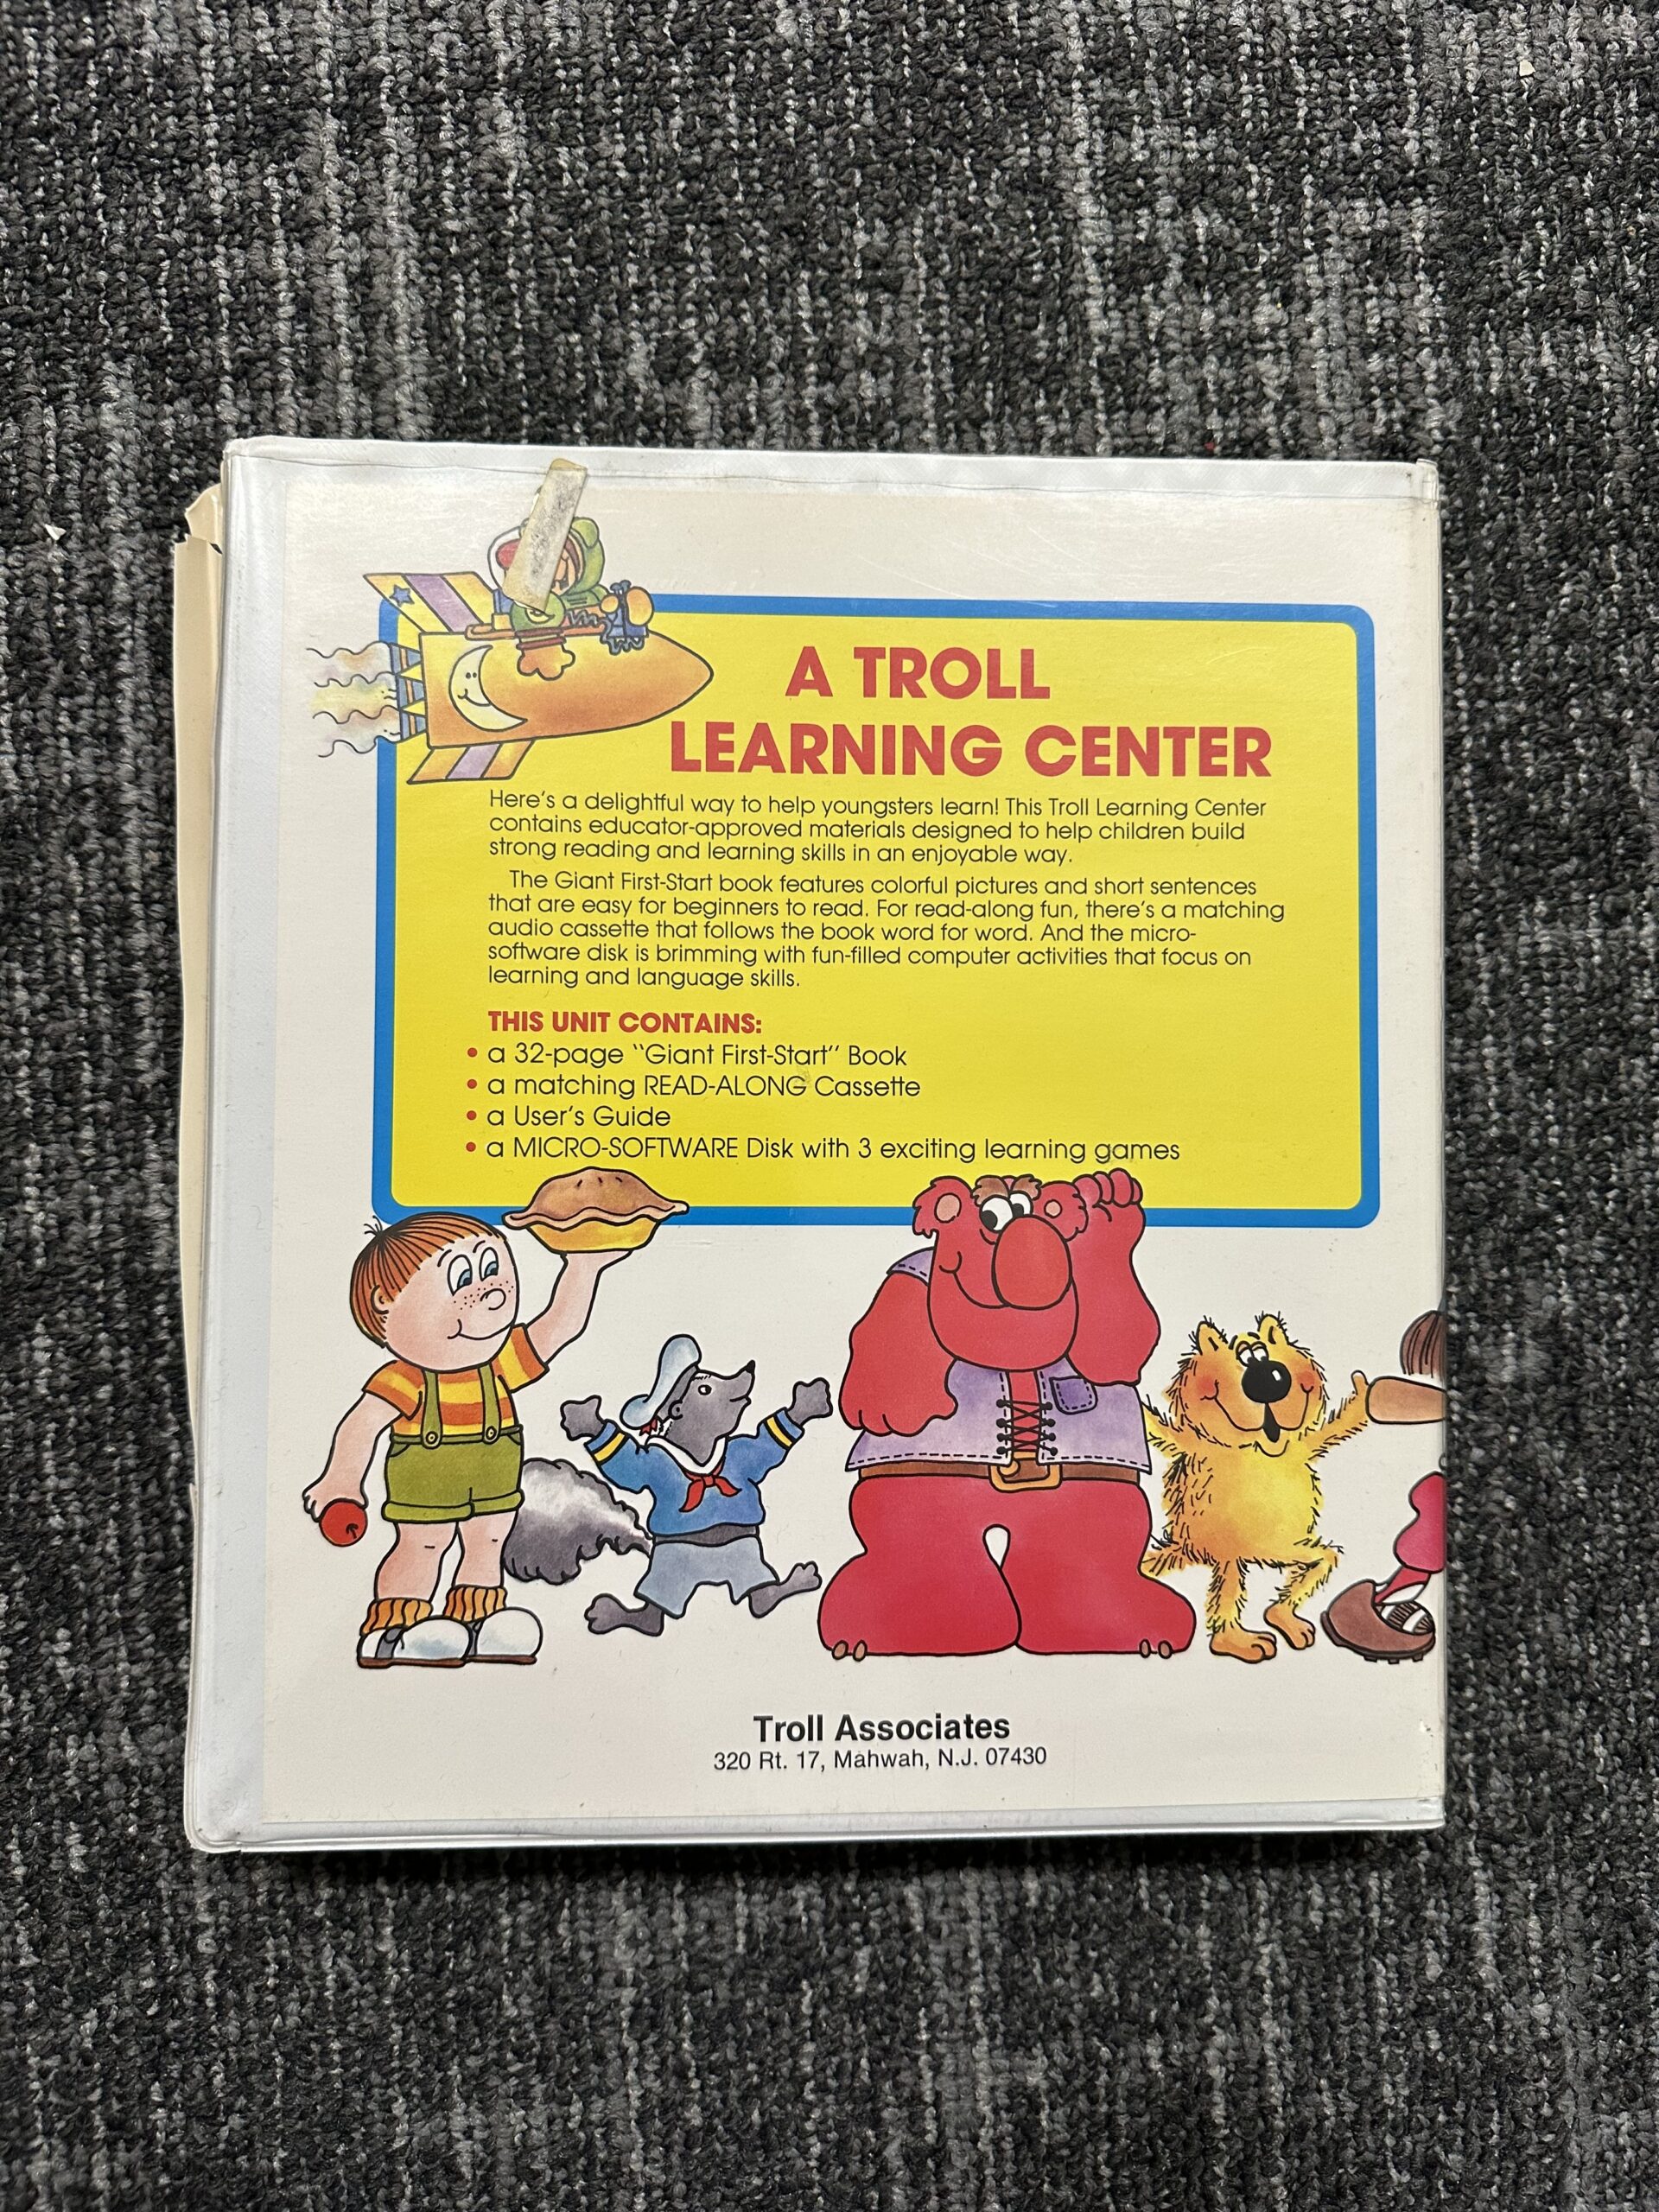 A TROLL
LEARNING CENTER
Here's a delightful way to help youngsters learn! This Troll Learning Center
contains educator-approved materials designed to help children build
strong reading and learning skills in an enjoyable way.
The Giant First-Start book features colorful pictures and short sentences
that are easy for beginners to read. For read-along fun, there's a matching
audio cassette that follows the book word for word. And the micro-
software disk is brimming with fun-filled computer activities that focus on
learning and language skills.
THIS UNIT CONTAINS:
• a 32-page "Giant First-Start" Book
• a matching READ-ALONG Cassette
• a User's Guide
• a MICRO-SOFTWARE Disk with 3 exciting learning games
Troll Associates
320 Rt. 17, Mahwah, N.J. 07430